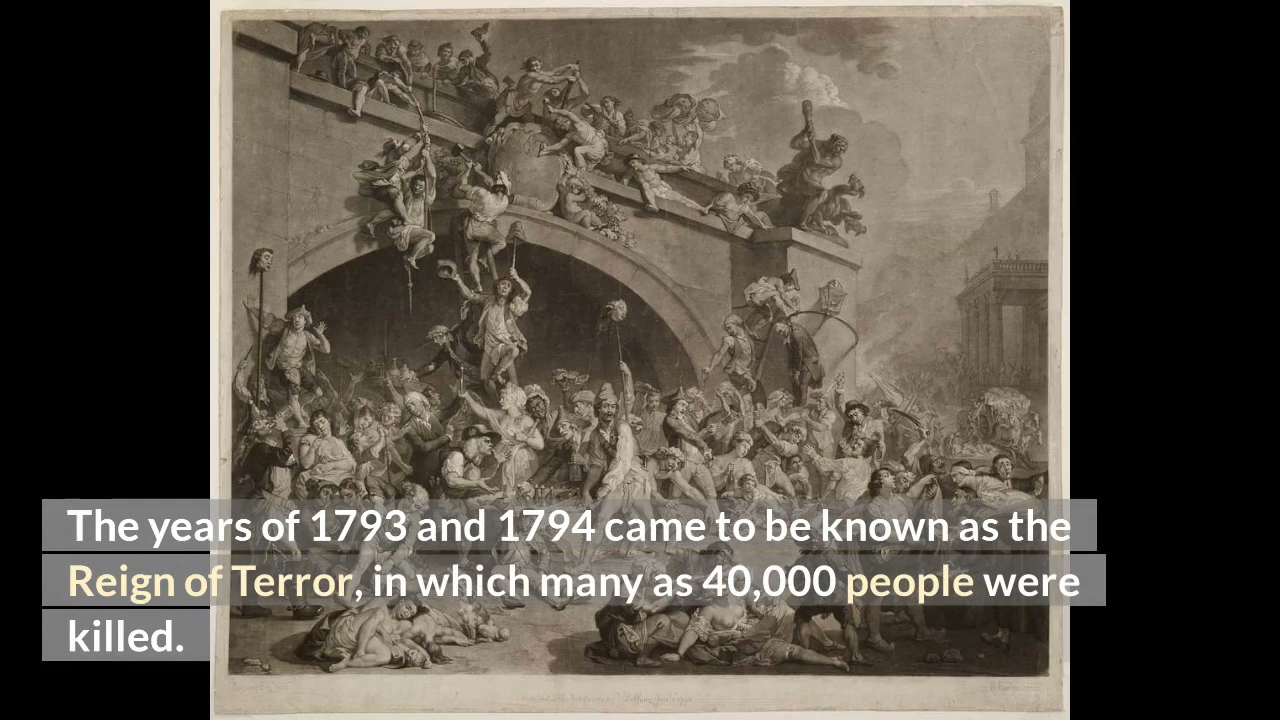 The years of 1793 and 1794 came to be known as the
Reign of Terror, in which many as 40,000 people were
killed.